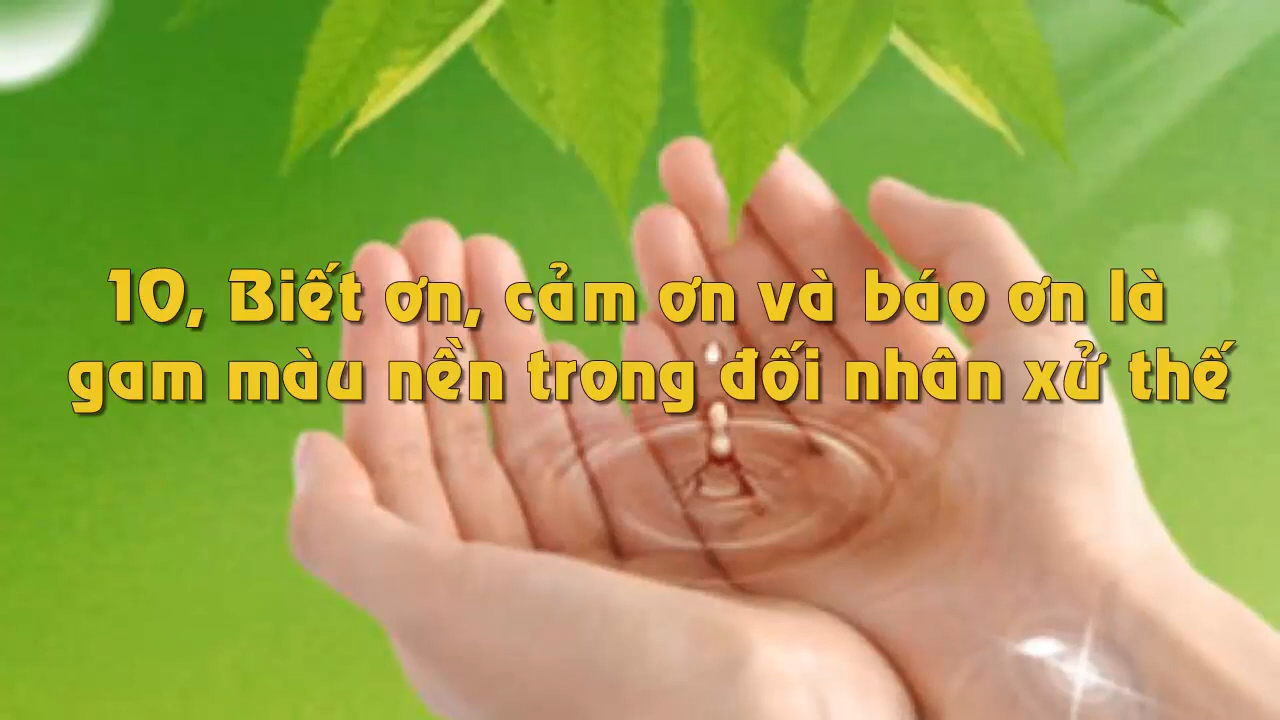 10, Biết ơn, cảm ơn và báo ơn là
gam màu nền trong đối nhân xử thế